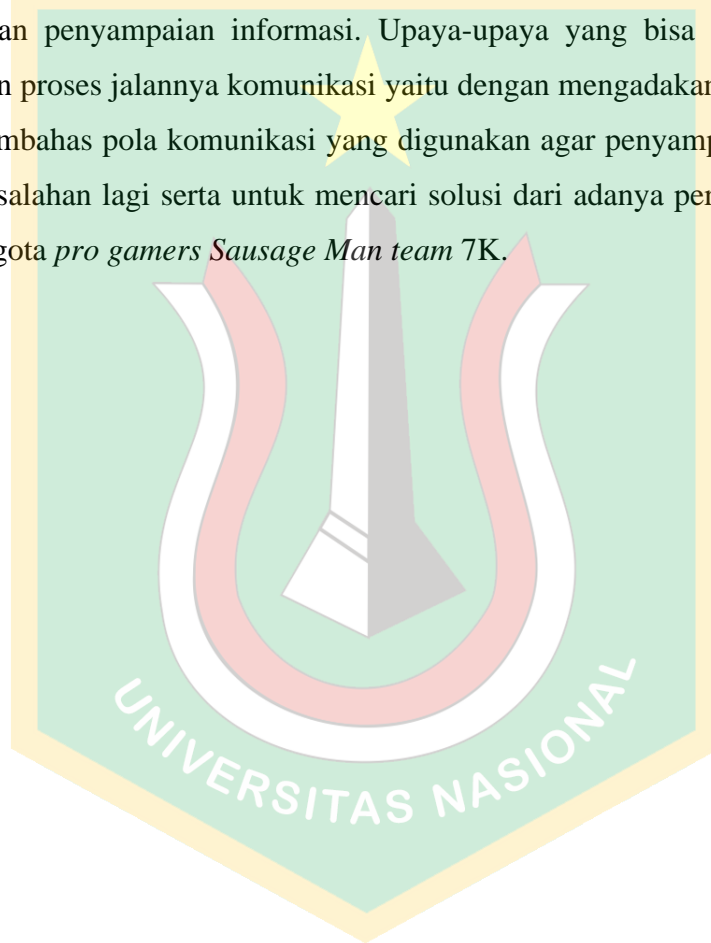 an penyampaian informasi. Upaya-upaya yang bisa
n proses jalannya komunikasi yaitu dengan mengadakan
mbahas pola komunikasi yang digunakan agar penyamp
salahan lagi serta untuk mencari solusi dari adanya per
gota pro gamers Sausage Man team 7K.
UNIVERSITAS NASIONAL